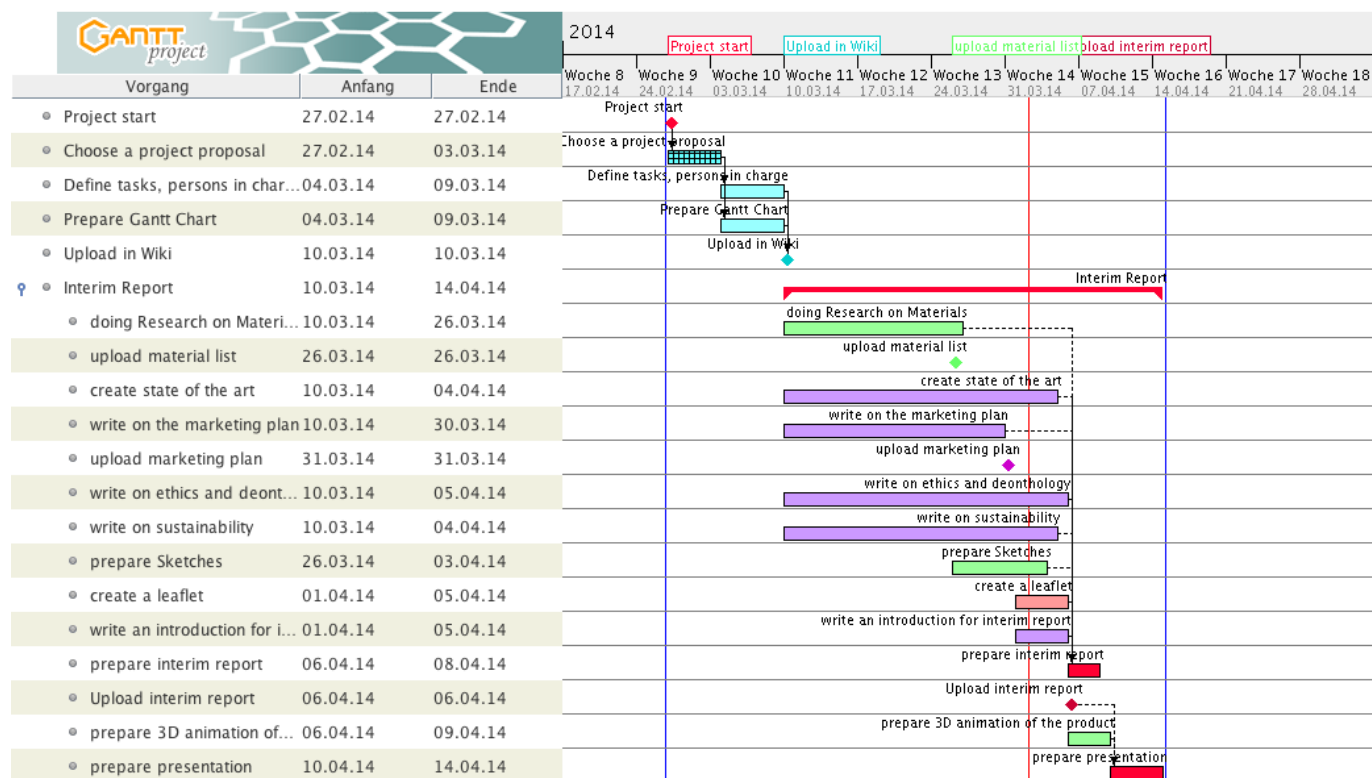 GANTT
project
2014
Project start Upload in Wiki upload material list pload interim report
Woche 8 Woche 9 Woche 10 Woche 11 Woche 12 Woche 13 Woche 14 Woche 15 Woche 16 Woche 17 Woche 18
17.02.14 24.02.14 03.03.14 10.03.14 17.03.14 24.03.14 31.03.14 07.04.14 14.04.14 21.04.14 28.04.14
Vorgang Anfang Ende
Project start 27.02.14 27.02.14 Project start
Choose a project proposal 27.02.14 03.03.14 Choose a project proposal
Define tasks, persons in char... 04.03.14 09.03.14 Define tasks, persons in charge
Prepare Gantt Chart 04.03.14 09.03.14 Prepare Gantt Chart
Upload in Wiki 10.03.14 10.03.14 Upload in Wiki
Interim Report 10.03.14 14.04.14 Interim Report
doing Research on Materi... 10.03.14 26.03.14 doing Research on Materials
upload material list 26.03.14 26.03.14 upload material list
create state of the art 10.03.14 04.04.14 create state of the art
write on the marketing plan 10.03.14 30.03.14 write on the marketing plan
upload marketing plan 31.03.14 31.03.14 upload marketing plan
write on ethics and deont... 10.03.14 05.04.14 write on ethics and deonthology
write on sustainability 10.03.14 04.04.14 write on sustainability
prepare Sketches 26.03.14 03.04.14 prepare Sketches
create a leaflet 01.04.14 05.04.14 create a leaflet
write an introduction for i... 01.04.14 05.04.14 write an introduction for interim report
prepare interim report 06.04.14 08.04.14 prepare interim report
Upload interim report 06.04.14 06.04.14 Upload interim report
prepare 3D animation of... 06.04.14 09.04.14 prepare 3D animation of the product
prepare presentation 10.04.14 14.04.14 prepare presentation